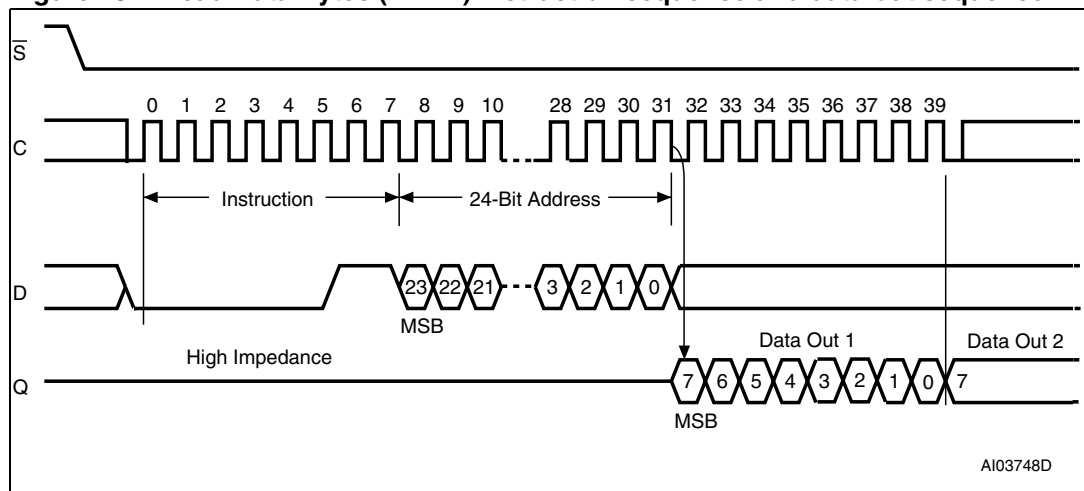 S
0 1 2 3 4 5 6 7 8 9 10 28 29 30 31 32 33 34 35 36 37 38 39
C
Instruction 24-Bit Address
D 23 22 21 3 2 1 0
MSB
High Impedance Data Out 1 Data Out 2
Q 7 6 5 4 3 2 1 0 7
MSB
AI03748D